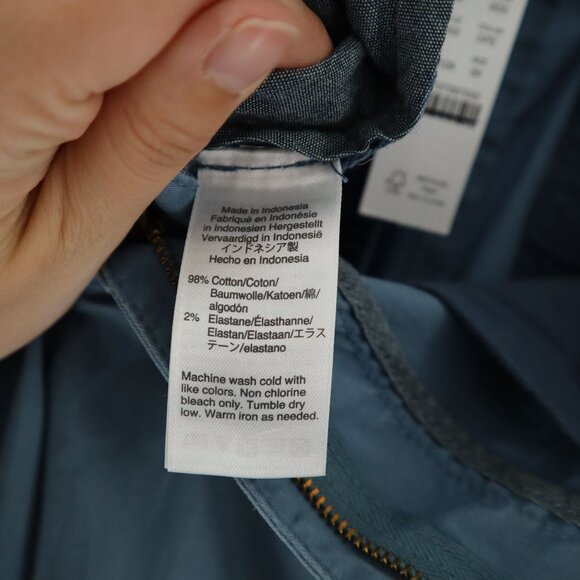 Made in Indonesia
Fabriqué en Indonésie
in Indonesien Hergestellt
Vervaardigd in Indonesia
インドネシア製
Hecho en Indonesia
98% Cotton/Coton/
Baumwolle/Katoen/綿/
algodón
2% Elastane/Élasthanne/
Elastan/Elastaan/エラス
テーン/elastano
Machine wash cold with
like colors. Non chlorine
bleach only. Tumble dry
low. Warm iron as needed.